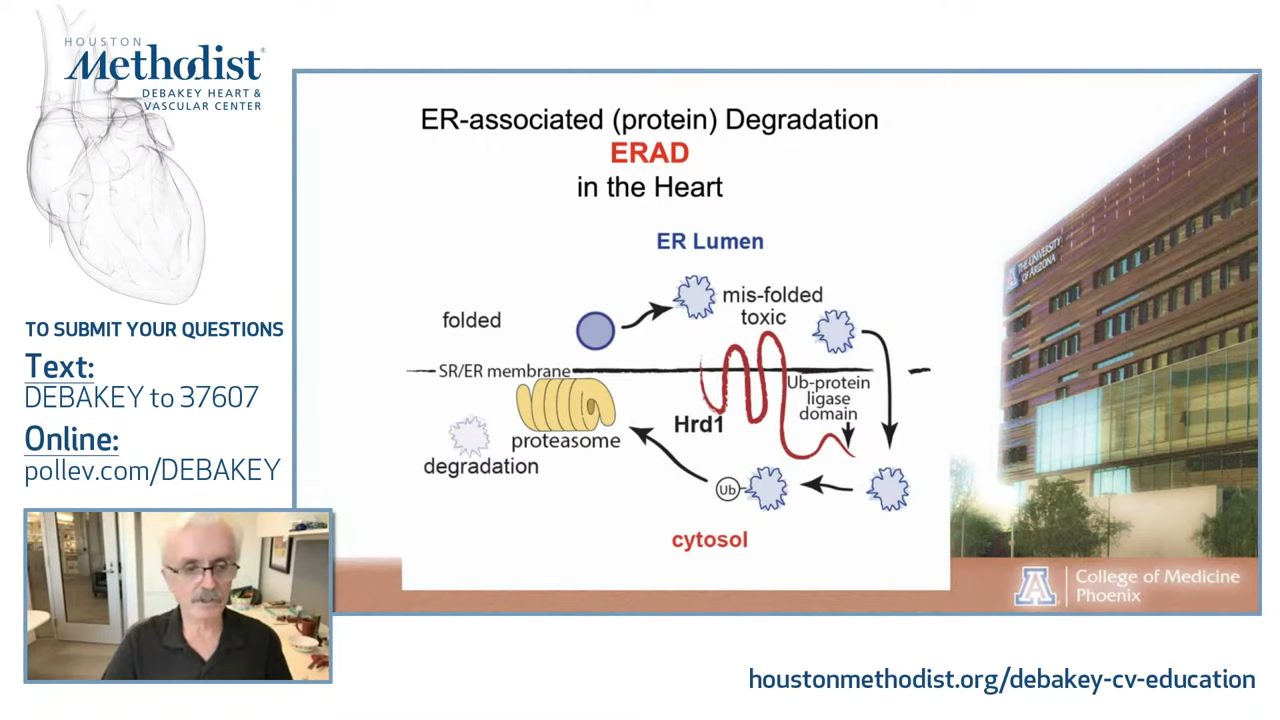 HOUSTON
Methodist®
DEBAKEY HEART &
VASCULAR CENTER
TO SUBMIT YOUR QUESTIONS
Text:
DEBAKEY to 37607
Online:
pollev.com/DEBAKEY
ER-associated (protein) Degradation
ERAD
in the Heart
ER Lumen
folded
mis-folded
toxic
SR/ER membrane
Ub-protein
ligase
domain
Hrd1
proteasome
degradation
Ub
cytosol
THE UNIVERSITY
OF ARIZONA
A
College of Medicine
Phoenix
houstonmethodist.org/debakey-cv-education